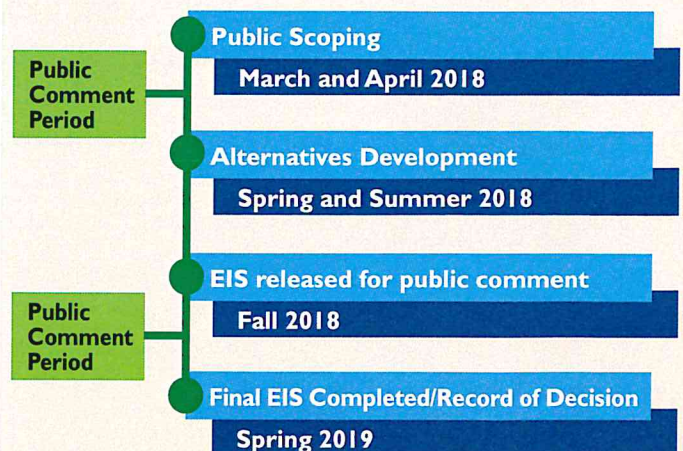 Public Scoping
March and April 2018
Public
Comment
Period
Alternatives Development
Spring and Summer 2018
EIS released for public comment
Fall 2018
Public
Comment
Period
Final EIS Completed/Record of Decision
Spring 2019